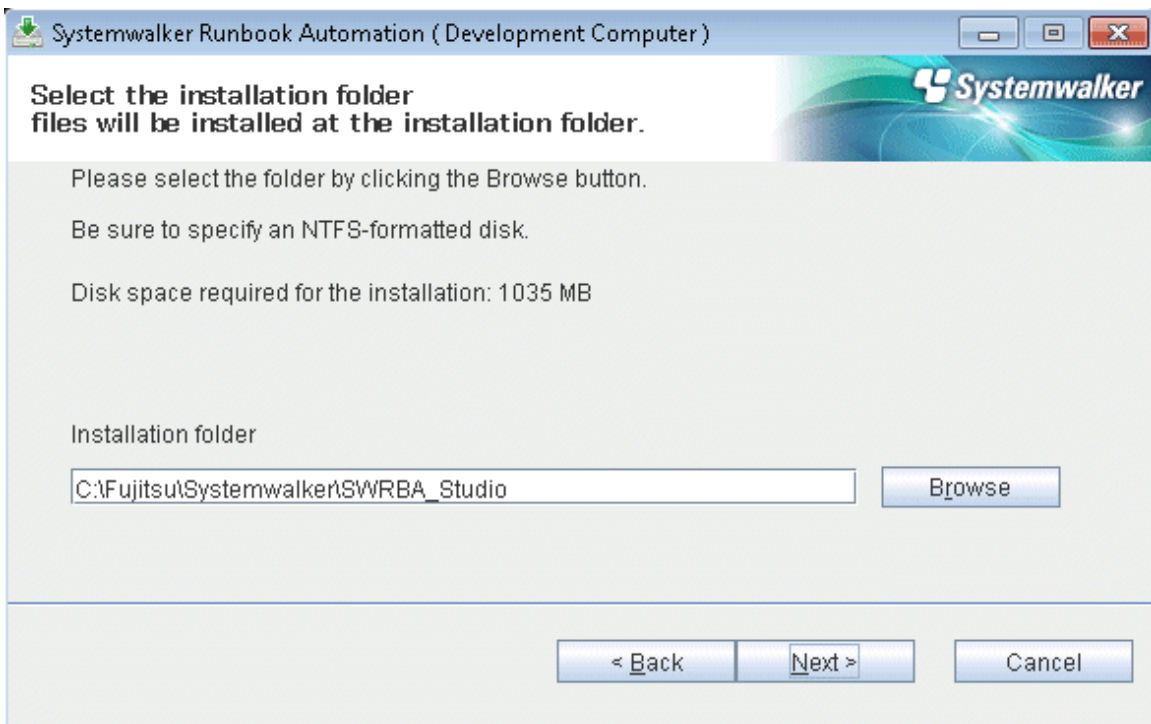 Systemwalker Runbook Automation ( Development Computer )
Select the installation folder
files will be installed at the installation folder.
Systemwalker
Please select the folder by clicking the Browse button.
Be sure to specify an NTFS-formatted disk.
Disk space required for the installation: 1035 MB
Installation folder
C:\Fujitsu\Systemwalker\SWRBA_Studio
Browse
< Back
Next >
Cancel